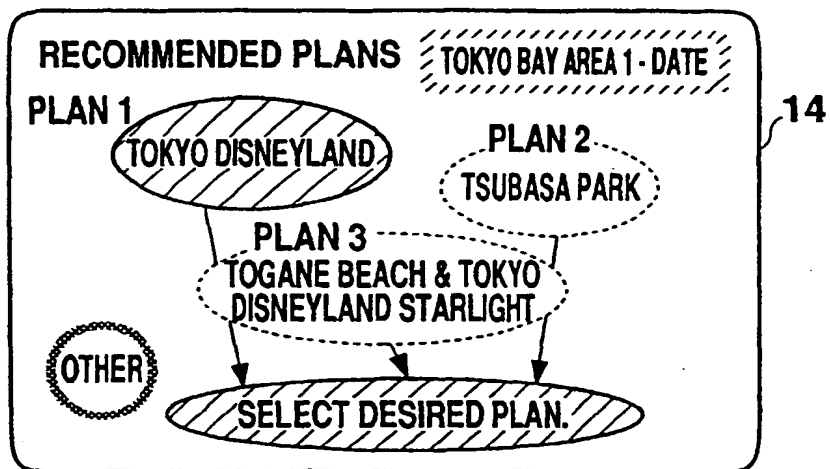 RECOMMENDED PLANS
TOKYO BAY AREA 1 - DATE
PLAN 1
TOKYO DISNEYLAND
14
PLAN 2
TSUBASA PARK
PLAN 3
TOGANE BEACH & TOKYO
DISNEYLAND STARLIGHT
OTHER
SELECT DESIRED PLAN.